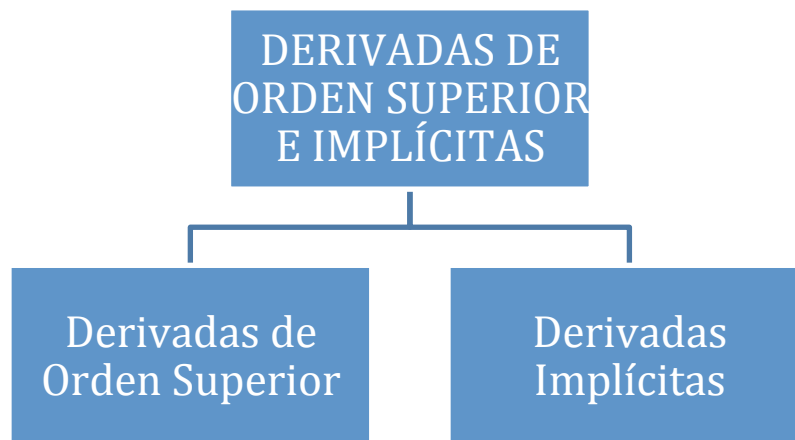 DERIVADAS DE
ORDEN SUPERIOR
E IMPLÍCITAS
Derivadas de
Orden Superior
Derivadas
Implícitas